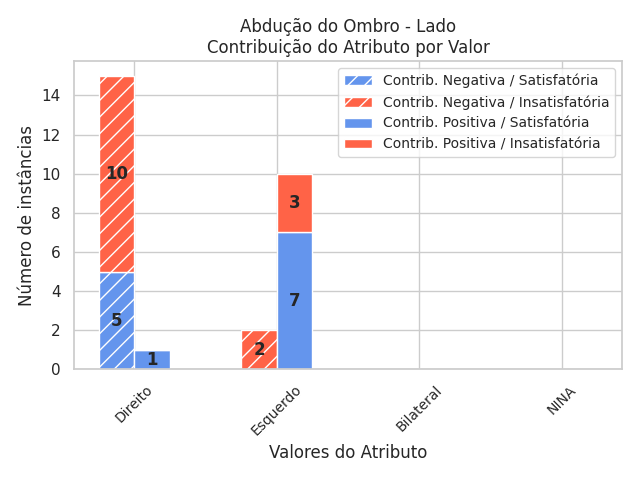 Abdução do Ombro - Lado
Contribuição do Atributo por Valor
Contrib. Negativa / Satisfatória
Contrib. Negativa / Insatisfatória
Contrib. Positiva / Satisfatória
Contrib. Positiva / Insatisfatória
Número de instâncias
14
12
10
8
6
4
2
0
10
5
1
2
3
7
Direito
Esquerdo
Bilateral
NINA
Valores do Atributo